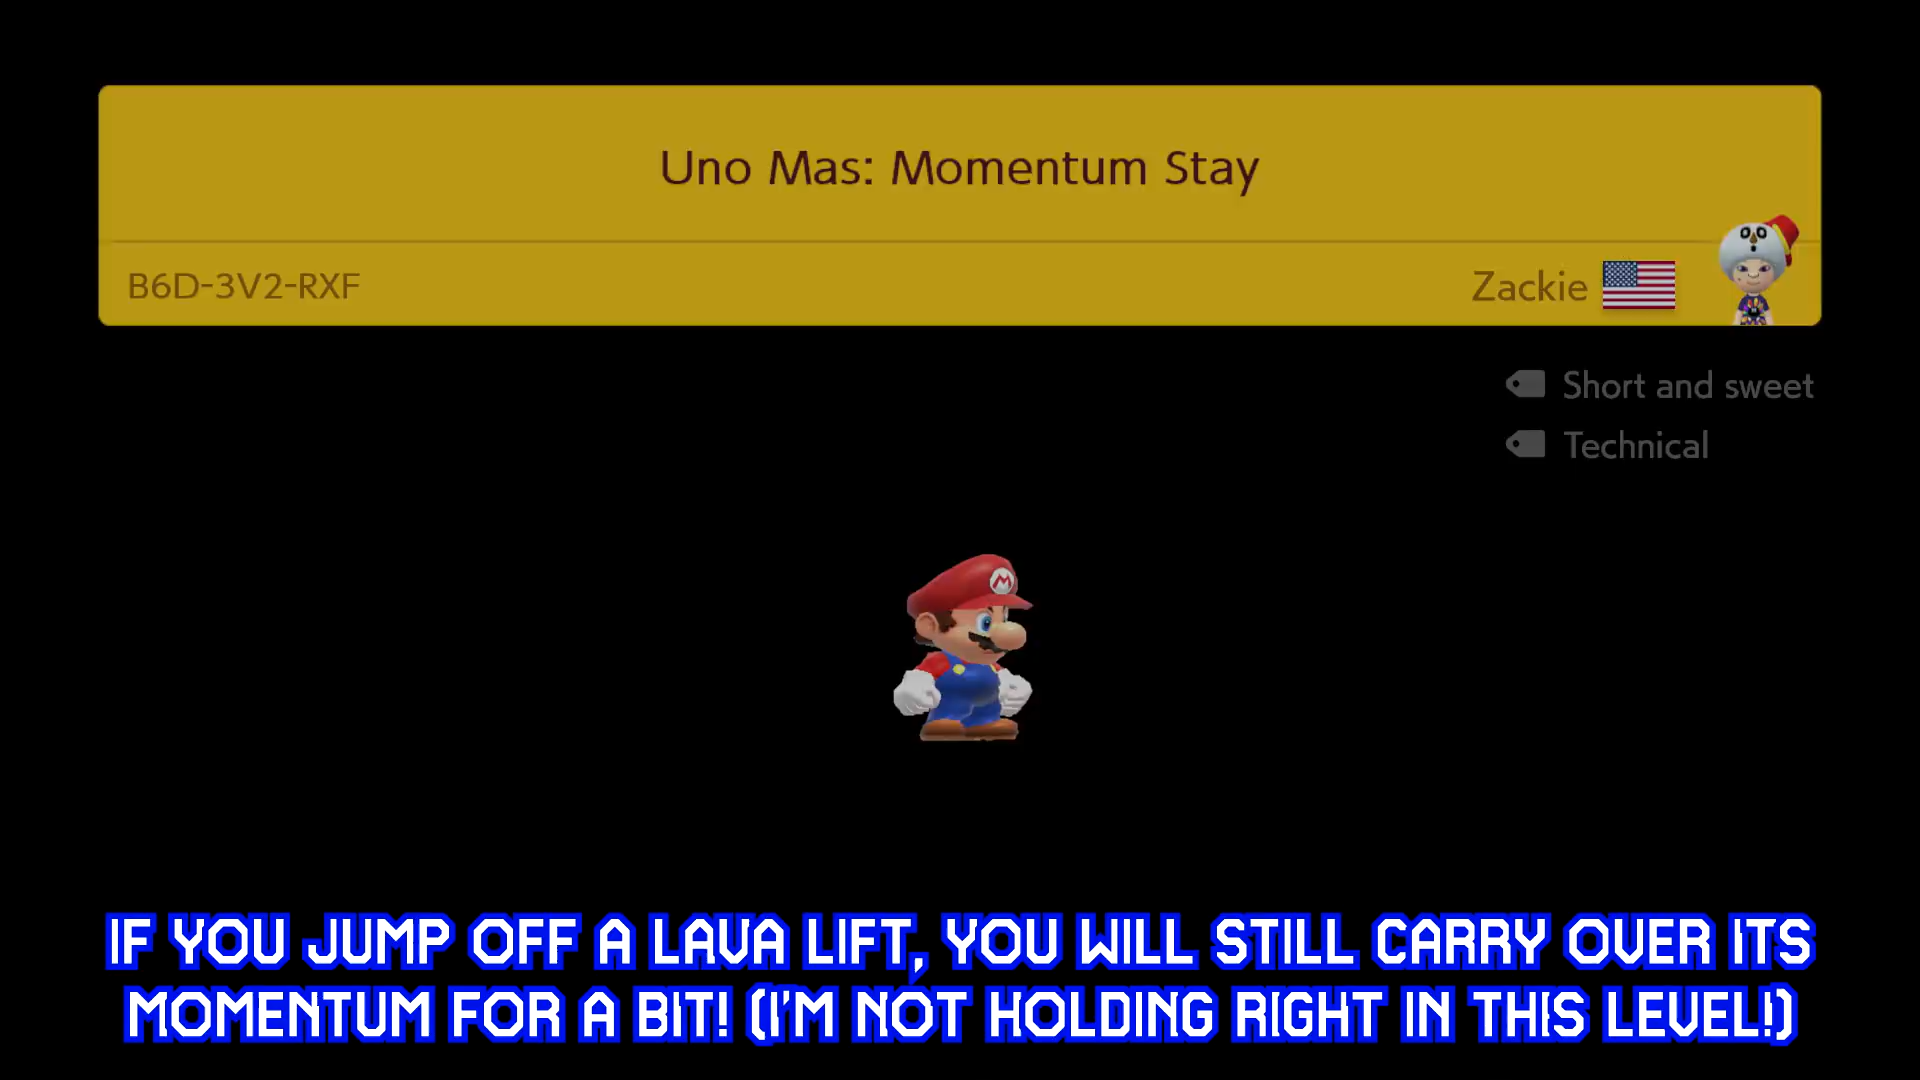 Uno Mas: Momentum Stay
B6D-3V2-RXF
Zackie
Short and sweet
Technical
M
IF YOU JUMP OFF A LAVA LIFT, YOU WILL STILL CARRY OVER ITS
MOMENTUM FOR A BIT! (I'M NOT HOLDING RIGHT IN THIS LEVEL!)